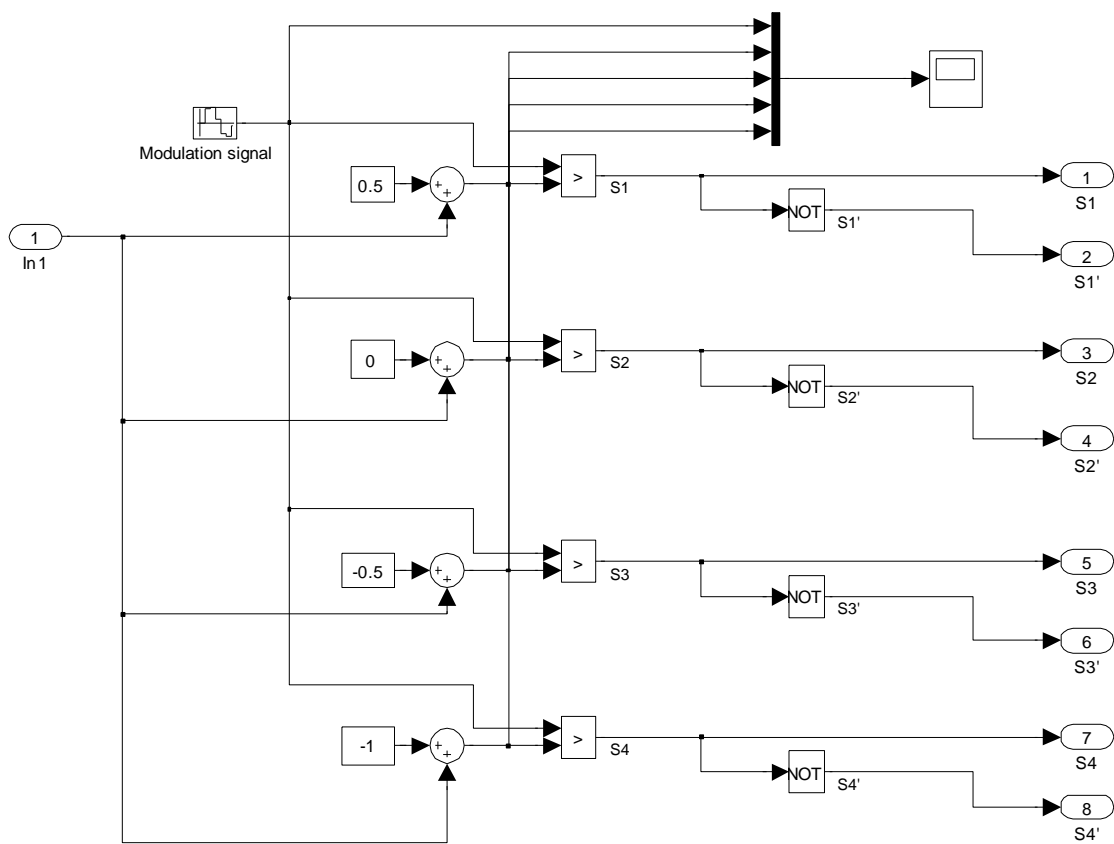 Modulation signal
0.5
+
+
>
S1
1
S1
NOT
S1'
2
S1'
1
In1
0
+
+
>
S2
3
S2
NOT
S2'
4
S2'
-0.5
+
+
>
S3
5
S3
NOT
S3'
6
S3'
-1
+
+
>
S4
7
S4
NOT
S4'
8
S4'